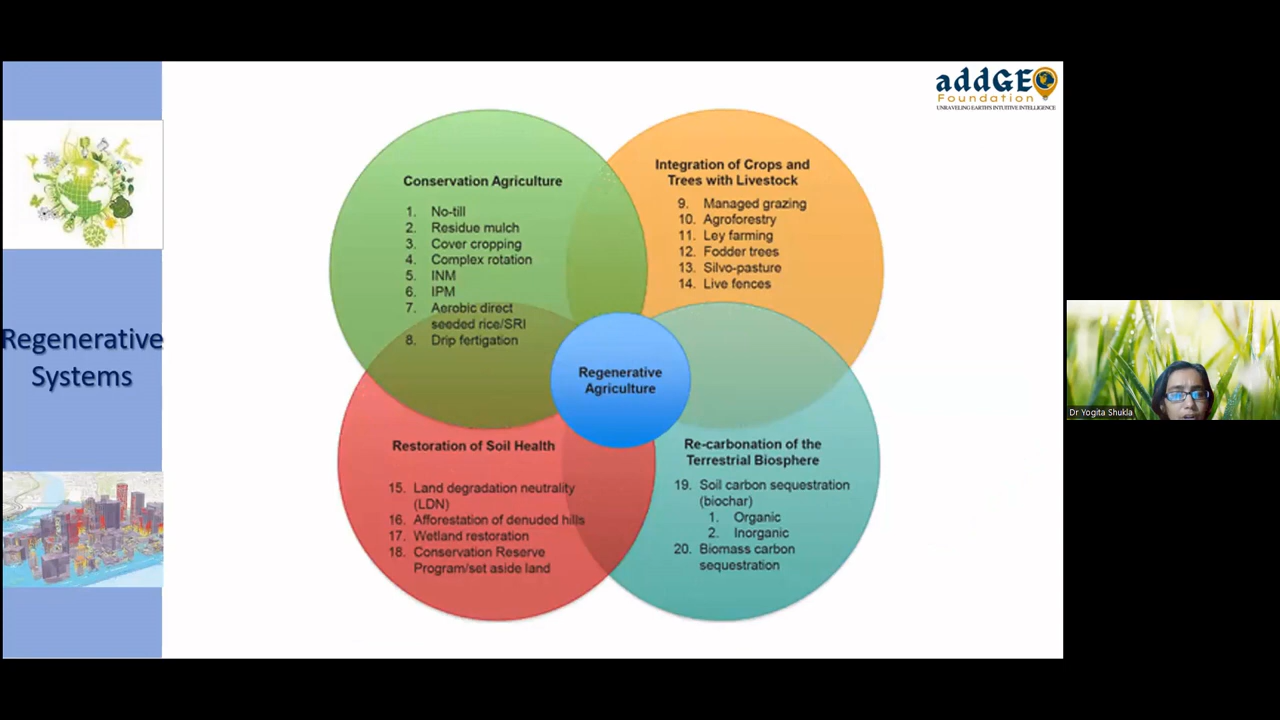 addGEO
Foundation
UNRAVELING EARTH'S INTUITIVE INTELLIGENCE
Regenerative
Systems
Conservation Agriculture
1. No-till
2. Residue mulch
3. Cover cropping
4. Complex rotation
5. INM
6. IPM
7. Aerobic direct
seeded rice/SRI
8. Drip fertigation
Integration of Crops and
Trees with Livestock
9. Managed grazing
10. Agroforestry
11. Ley farming
12. Fodder trees
13. Silvo-pasture
14. Live fences
Regenerative
Agriculture
Restoration of Soil Health
15. Land degradation neutrality
(LDN)
16. Afforestation of denuded hills
17. Wetland restoration
18. Conservation Reserve
Program/set aside land
Re-carbonation of the
Terrestrial Biosphere
19. Soil carbon sequestration
(biochar)
1. Organic
2. Inorganic
20. Biomass carbon
sequestration
Dr Yogita Shukla